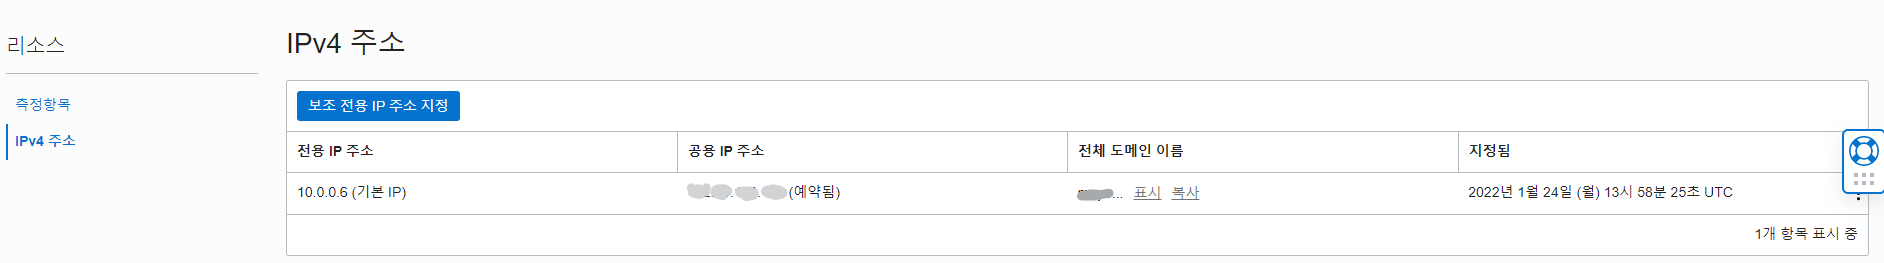 리소스
측정항목
IPv4 주소
IPv4 주소
보조 전용 IP 주소 지정
전용 IP 주소 공용 IP 주소 전체 도메인 이름 지정됨
10.0.0.6 (기본 IP) (예약됨) ... 표시 복사 2022년 1월 24일 (월) 13시 58분 25초 UTC
1개 항목 표시 중